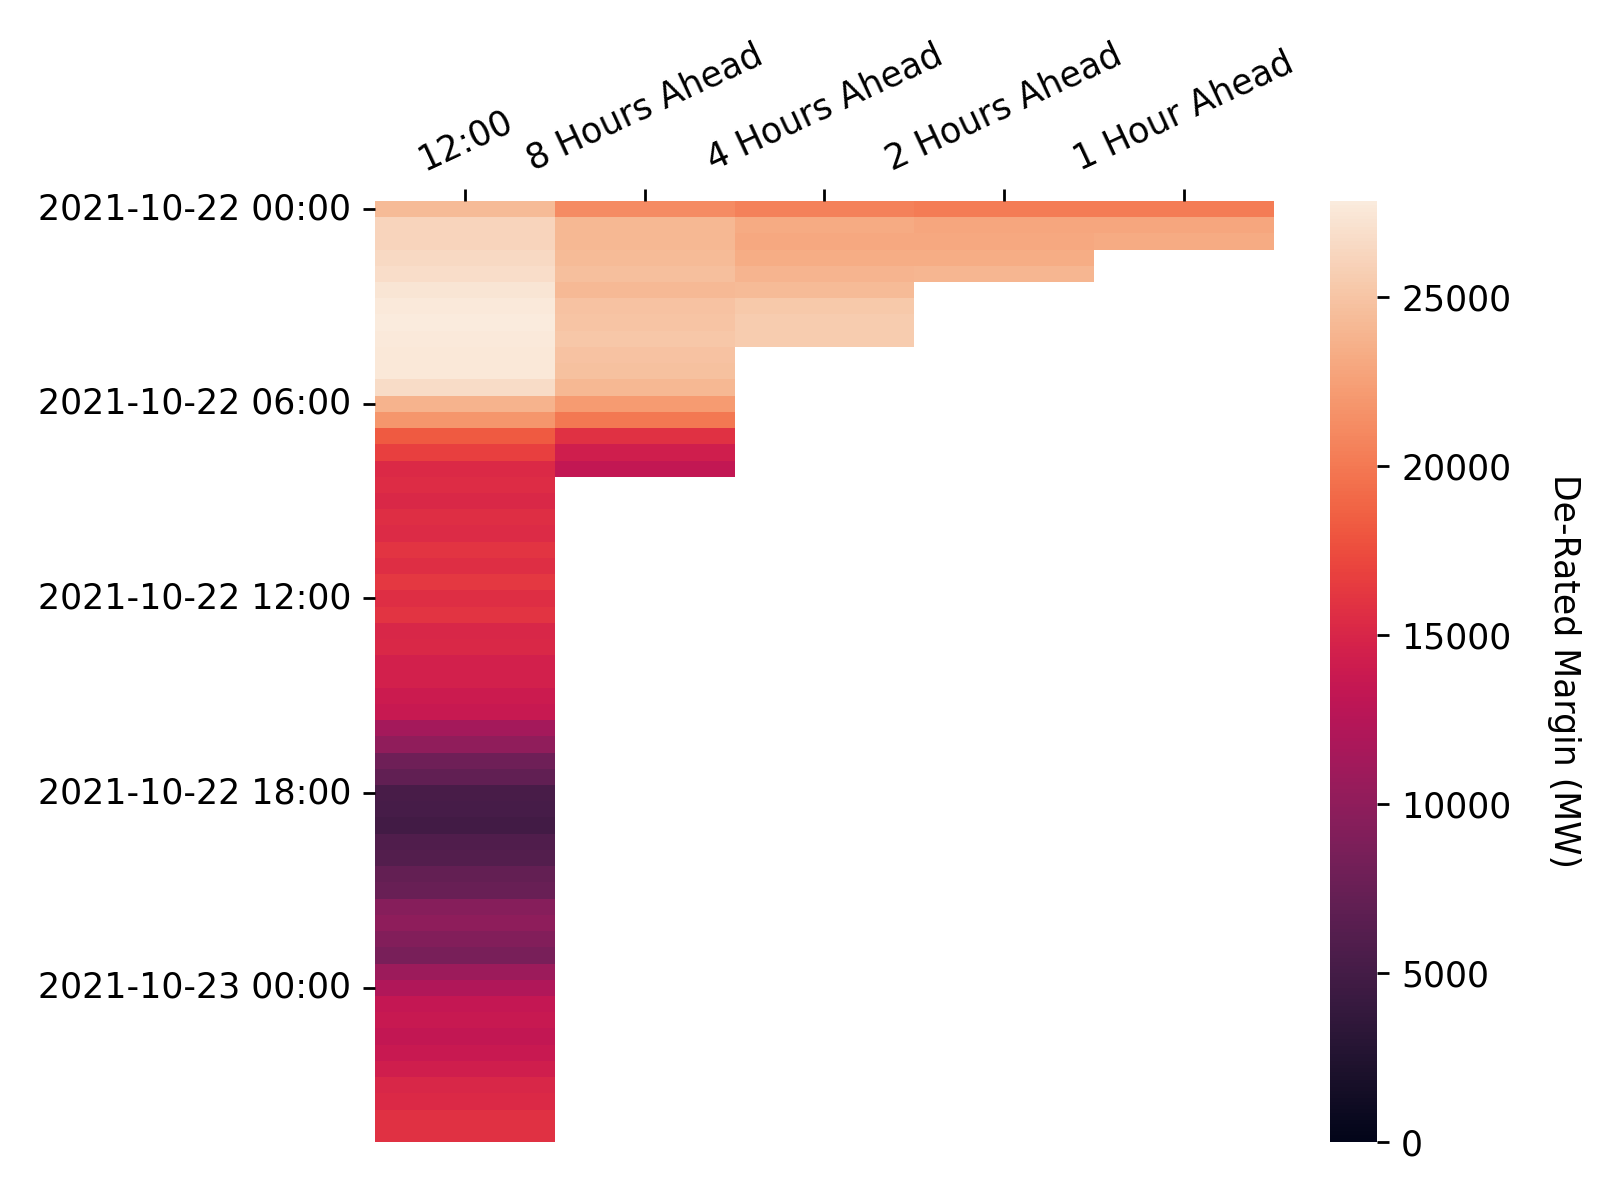 12:00
8 Hours Ahead
4 Hours Ahead
2 Hours Ahead
1 Hour Ahead
2021-10-22 00:00
2021-10-22 06:00
2021-10-22 12:00
2021-10-22 18:00
2021-10-23 00:00
25000
20000
15000
10000
5000
0
De-Rated Margin (MW)